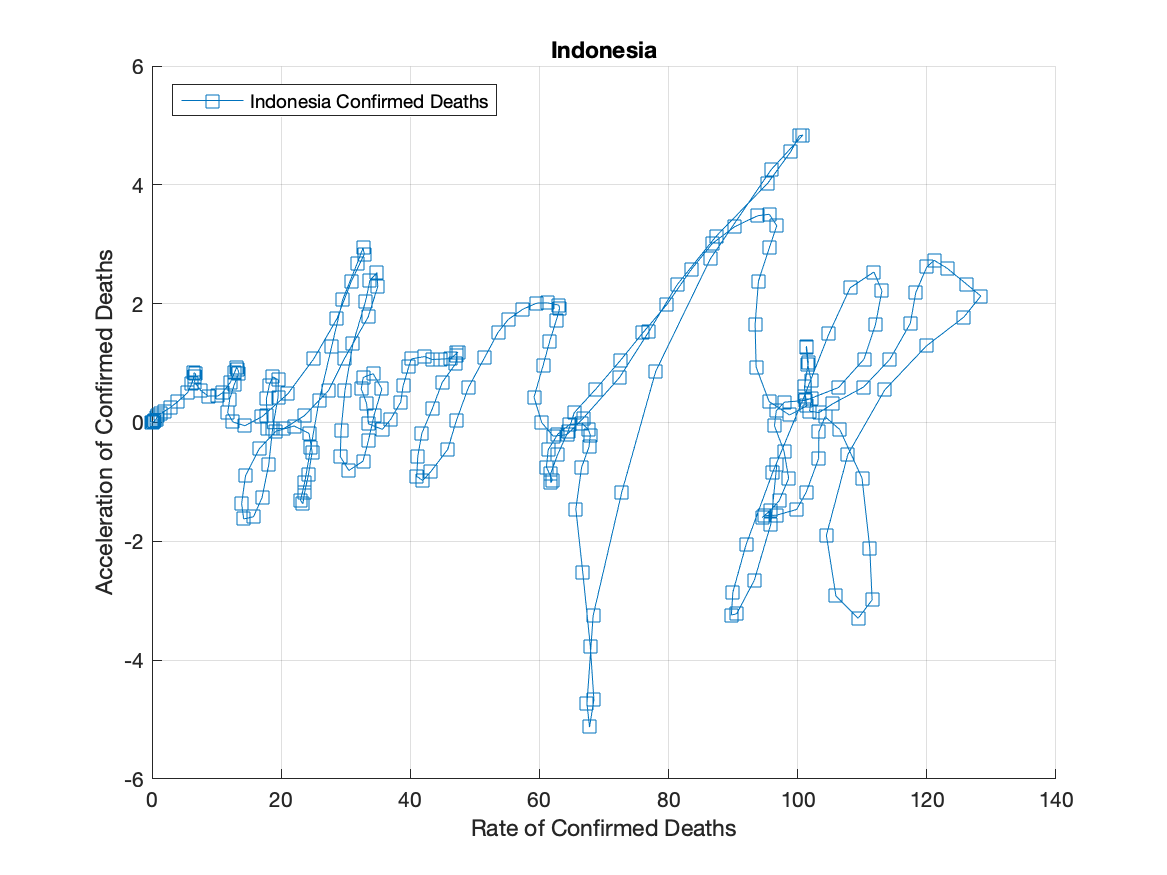 Indonesia
Indonesia Confirmed Deaths
6
4
2
0
-2
-4
-6
Acceleration of Confirmed Deaths
0 20 40 60 80 100 120 140
Rate of Confirmed Deaths